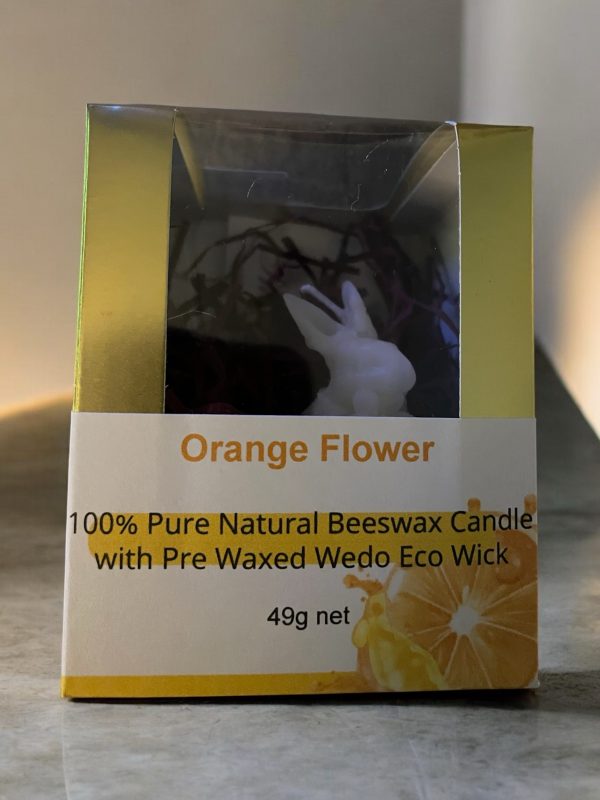 Orange Flower
100% Pure Natural Beeswax Candle
with Pre Waxed Wedo Eco Wick
49g net